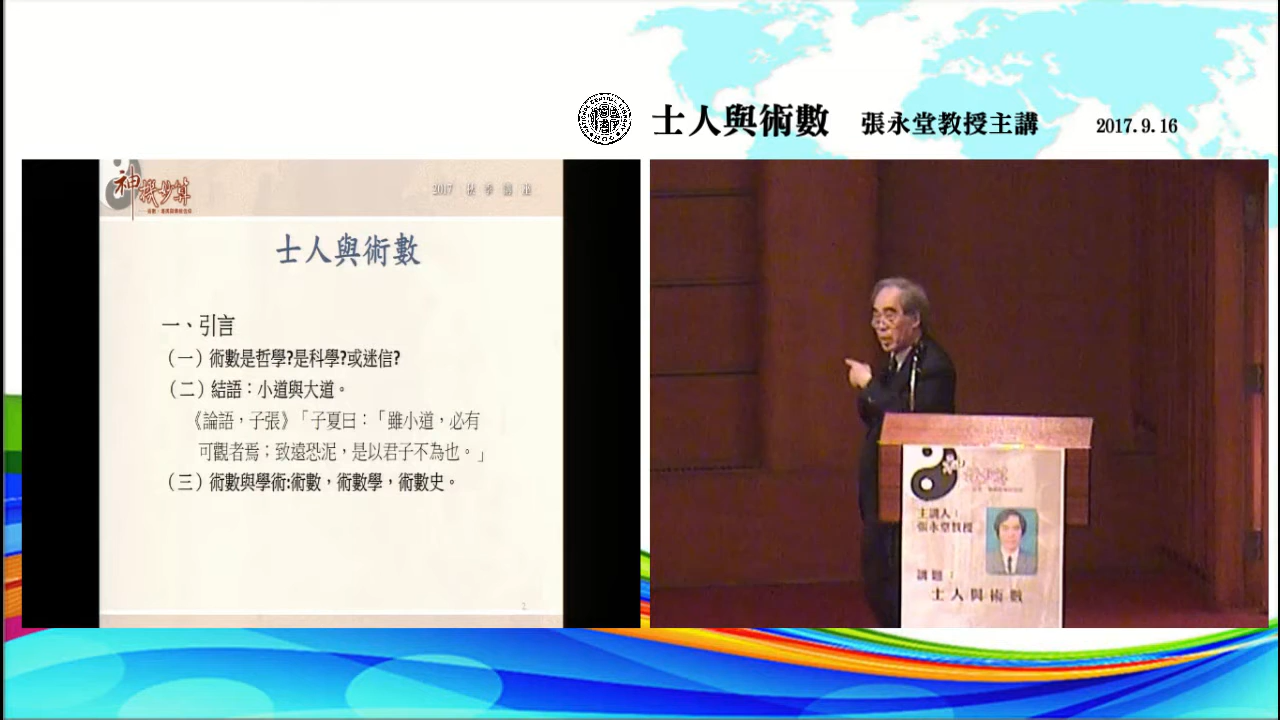 士人與術數 張永堂教授主講 2017.9.16
神機妙算
2017 秋季講座
士人與術數
一、引言
（一）術數是哲學?是科學?或迷信?
（二）結語：小道與大道。
《論語，子張》「子夏曰：「雖小道，必有
可觀者焉；致遠恐泥，是以君子不為也。」
（三）術數與學術:術數，術數學，術數史。
2
主講人：
張永堂教授
講題：
士人與術數